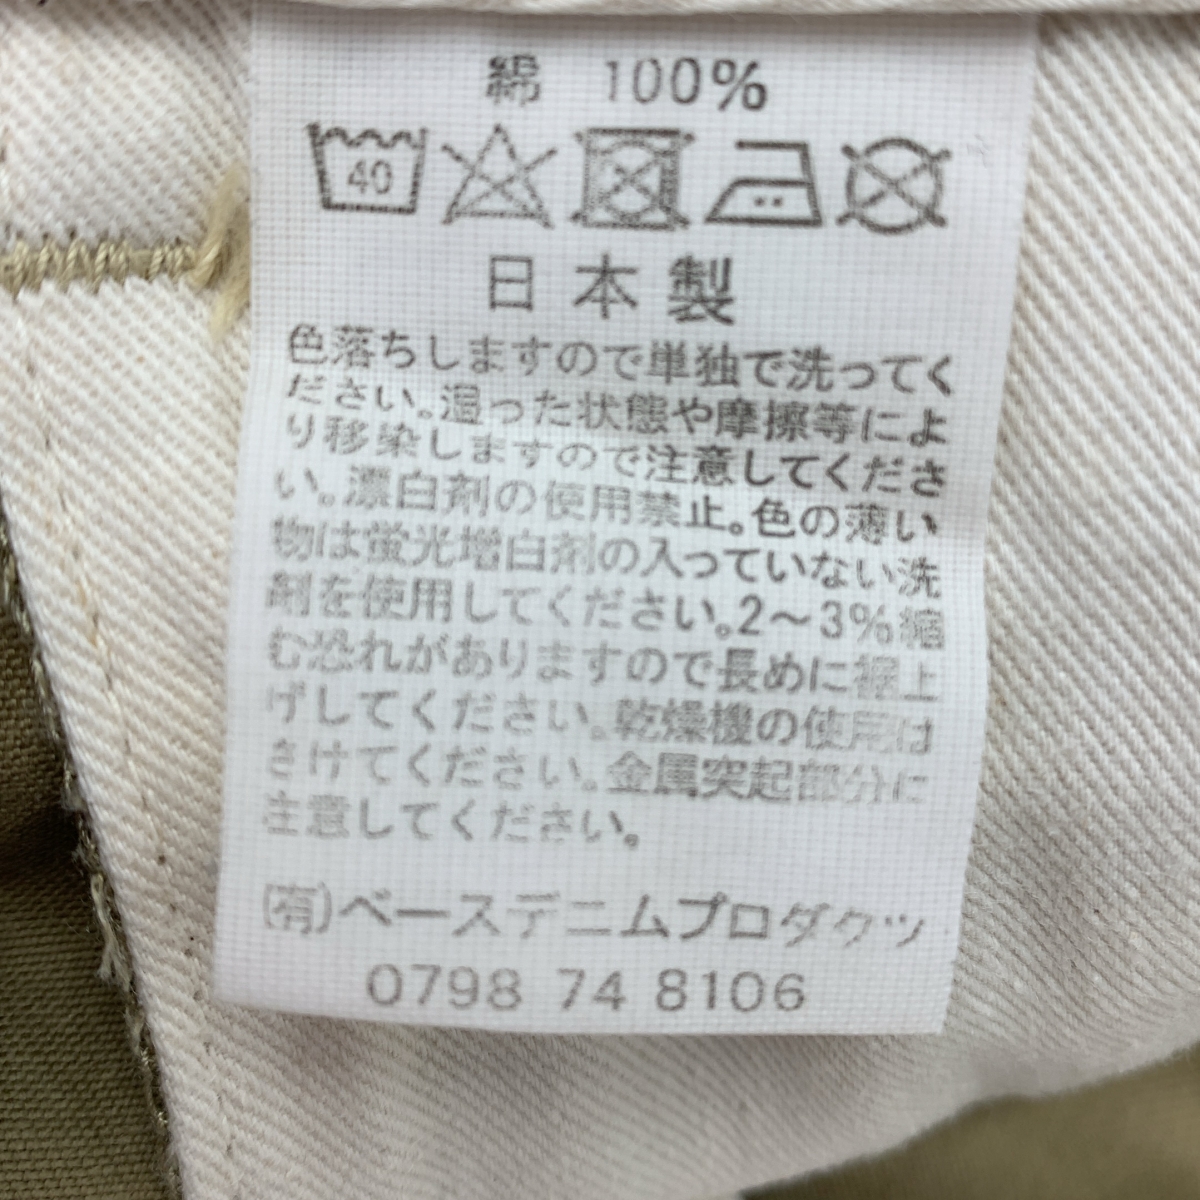 綿 100%
40
日本製
色落ちしますので単独で洗ってく
ださい。湿った状態や摩擦等によ
り移染しますので注意してくださ
い。漂白剤の使用禁止。色の薄い
物は蛍光増白剤の入っていない洗
剤を使用してください。2〜3%縮
む恐れがありますので長めに裾上
げしてください。乾燥機の使用は
さけてください。金属突起部分に
注意してください。
(有)ベースデニムプロダクツ
0798 74 8106